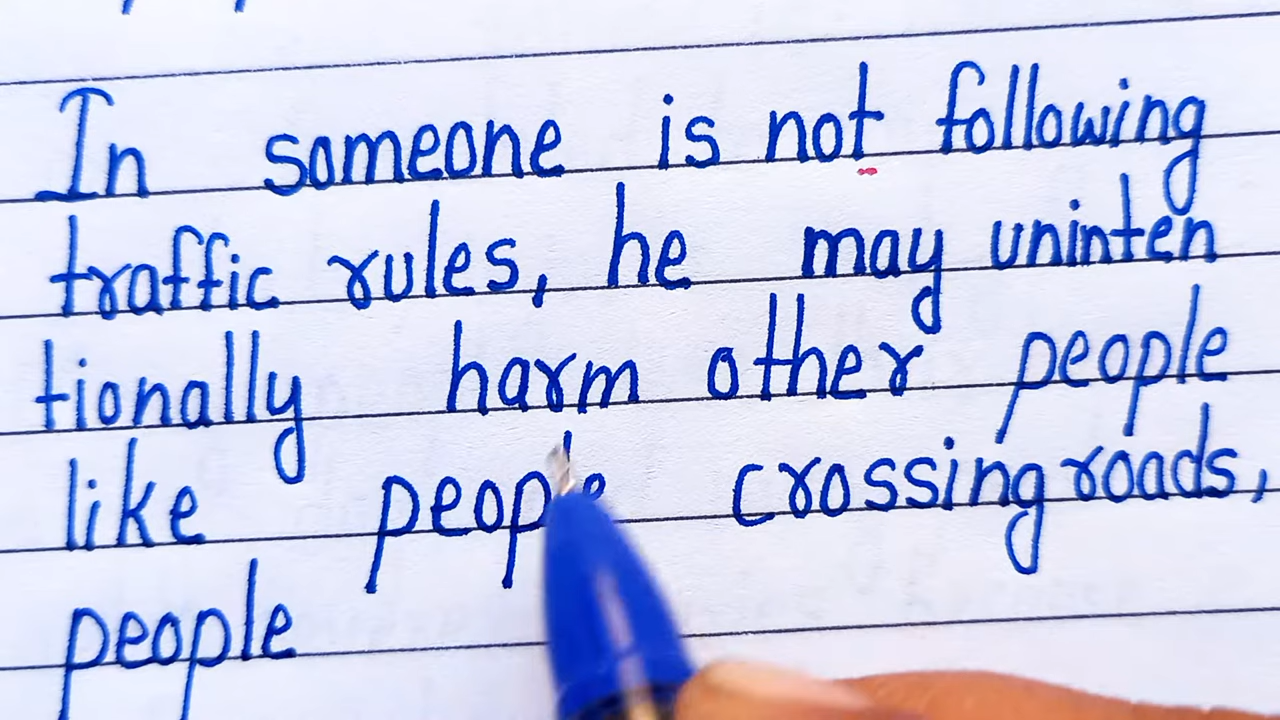 In someone is not following
traffic rules, he may uninten
tionally harm other people
like people crossing roads,
people